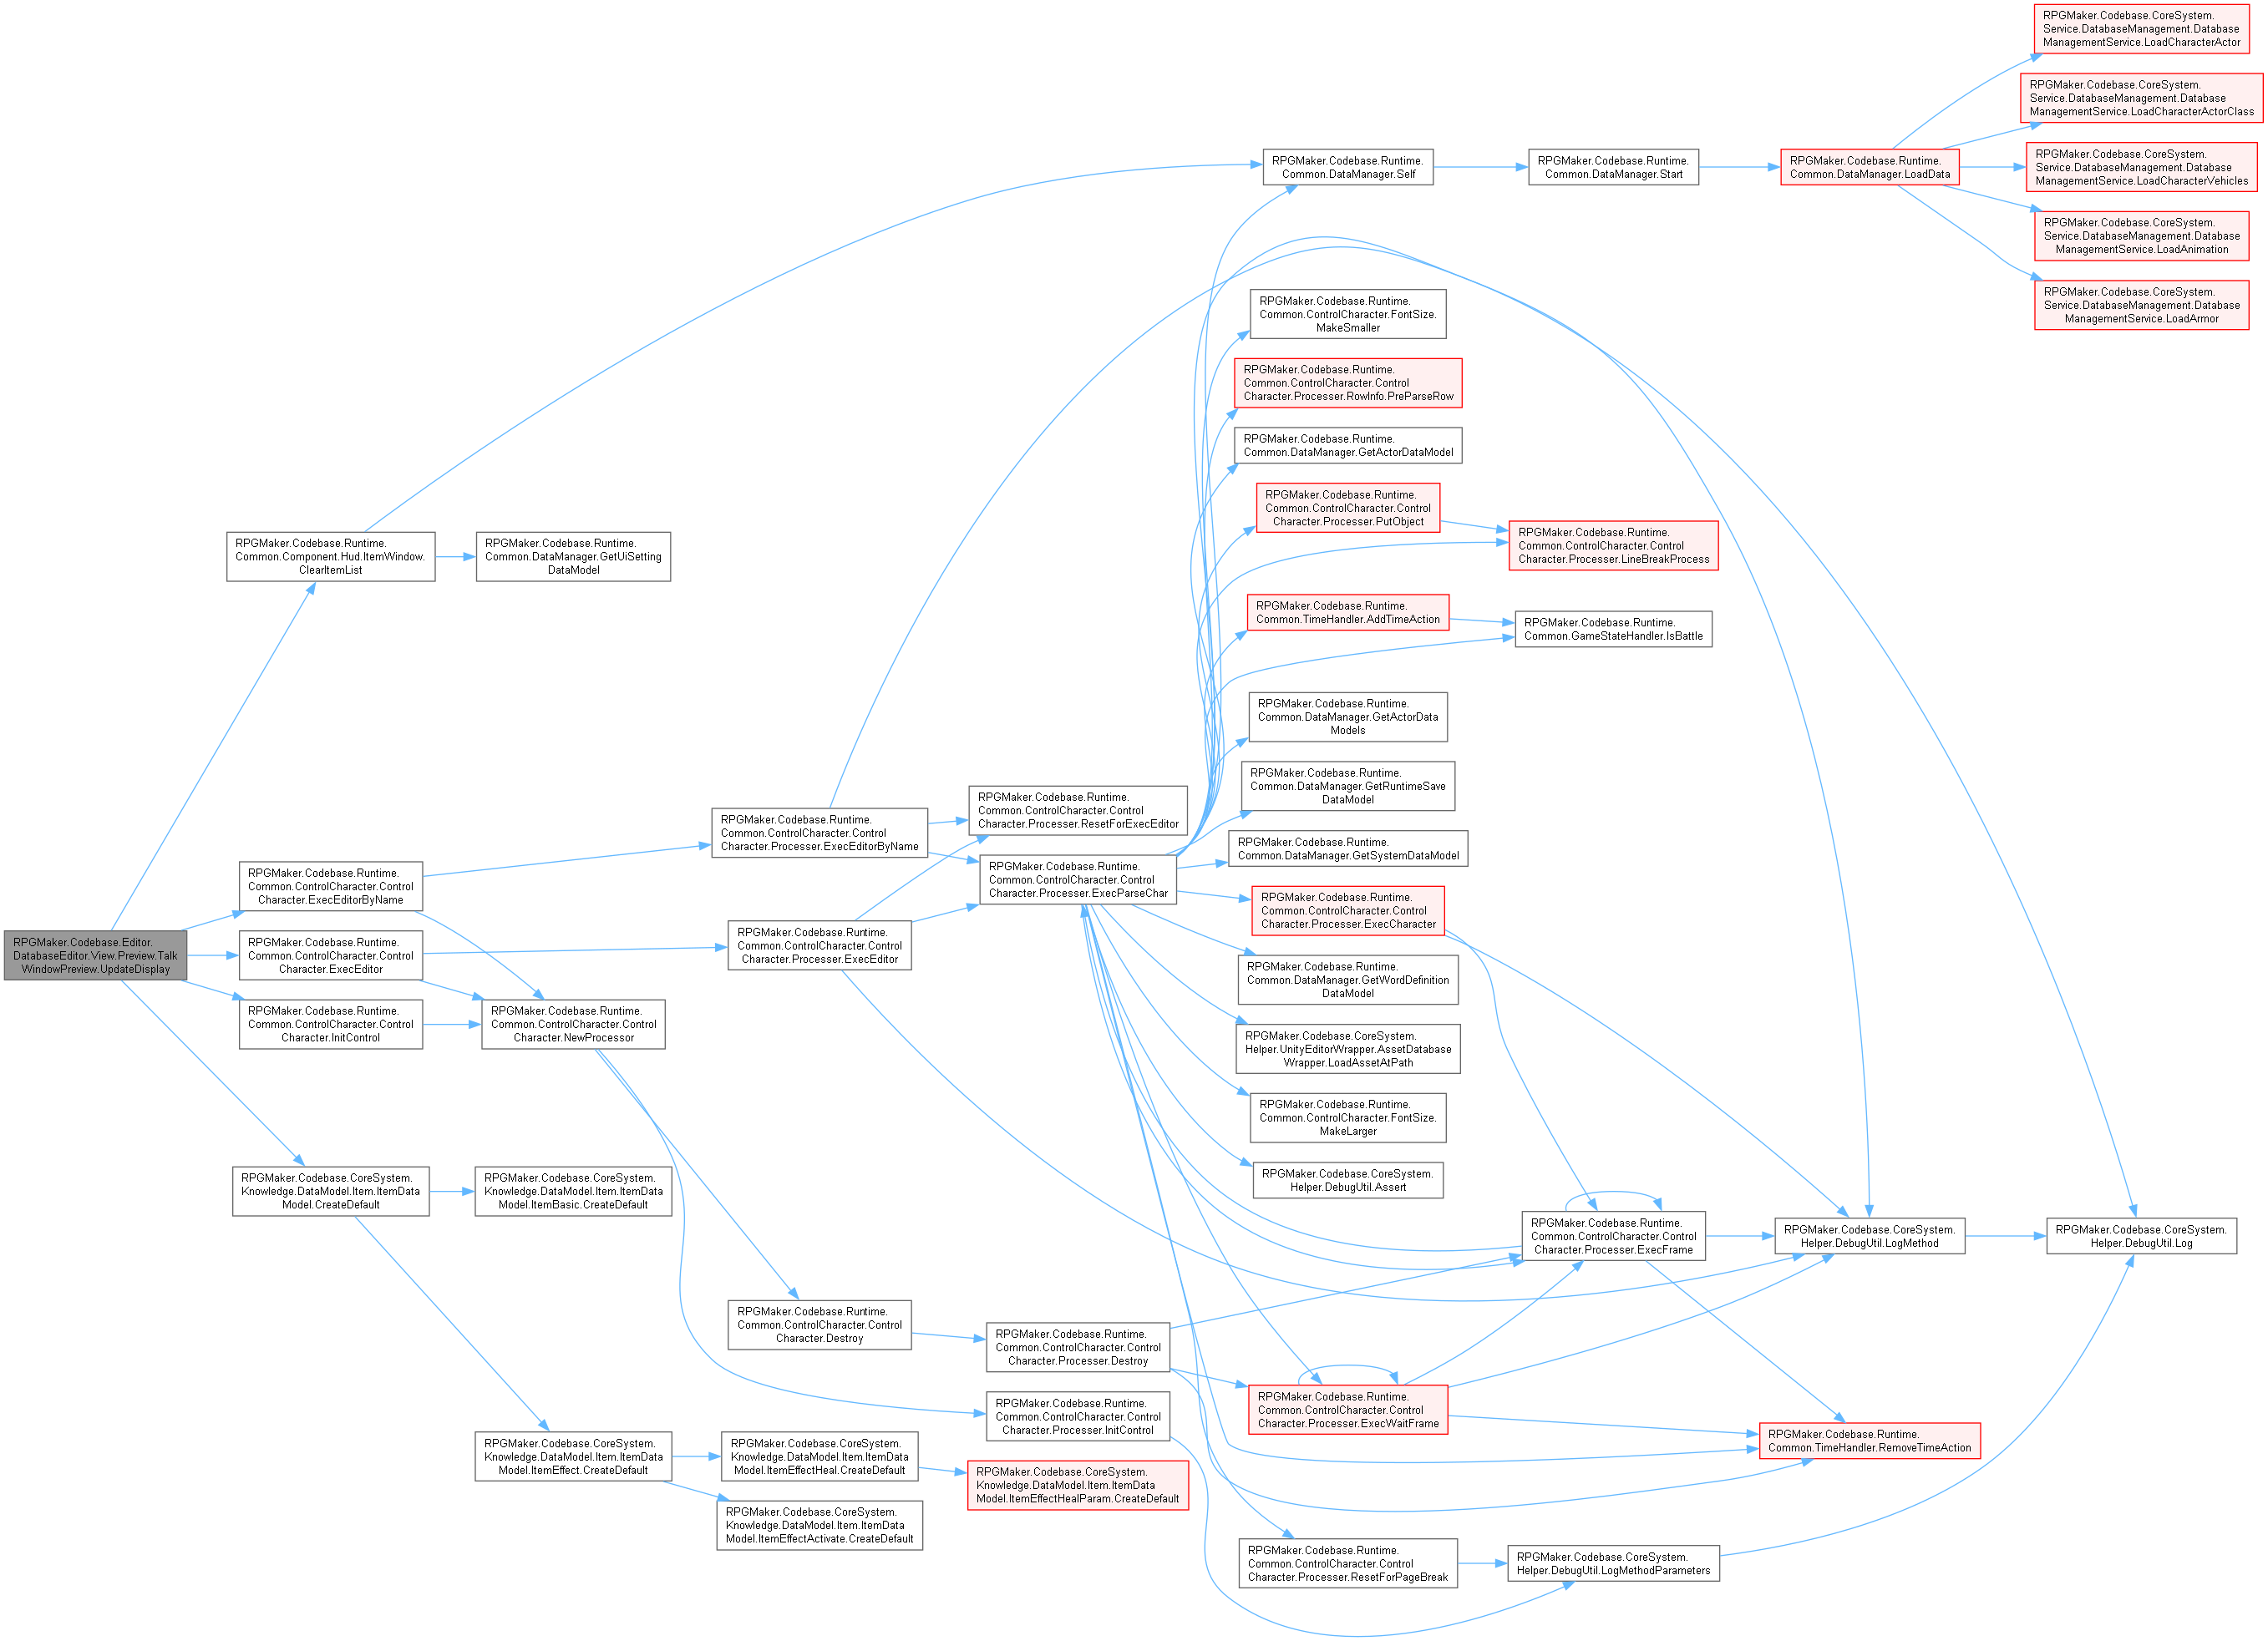 RPGMaker.Codebase.Editor.
DatabaseEditor.View.Preview.Talk
WindowPreview.UpdateDisplay
RPGMaker.Codebase.Runtime.
Common.Component.Hud.ItemWindow.
ClearItemList
RPGMaker.Codebase.Runtime.
Common.ControlCharacter.Control
Character.ExecEditorByName
RPGMaker.Codebase.Runtime.
Common.ControlCharacter.Control
Character.ExecEditor
RPGMaker.Codebase.Runtime.
Common.ControlCharacter.Control
Character.InitControl
RPGMaker.Codebase.CoreSystem.
Knowledge.DataModel.Item.ItemData
Model.CreateDefault
RPGMaker.Codebase.Runtime.
Common.DataManager.GetUiSetting
DataModel
RPGMaker.Codebase.Runtime.
Common.ControlCharacter.Control
Character.NewProcessor
RPGMaker.Codebase.CoreSystem.
Knowledge.DataModel.Item.ItemData
Model.ItemBasic.CreateDefault
RPGMaker.Codebase.CoreSystem.
Knowledge.DataModel.Item.ItemData
Model.ItemEffect.CreateDefault
RPGMaker.Codebase.Runtime.
Common.ControlCharacter.Control
Character.Processer.ExecEditorByName
RPGMaker.Codebase.Runtime.
Common.ControlCharacter.Control
Character.Processer.ExecEditor
RPGMaker.Codebase.Runtime.
Common.ControlCharacter.Control
Character.Destroy
RPGMaker.Codebase.CoreSystem.
Knowledge.DataModel.Item.ItemData
Model.ItemEffectHeal.CreateDefault
RPGMaker.Codebase.CoreSystem.
Knowledge.DataModel.Item.ItemData
Model.ItemEffectActivate.CreateDefault
RPGMaker.Codebase.Runtime.
Common.ControlCharacter.Control
Character.Processer.ResetForExecEditor
RPGMaker.Codebase.Runtime.
Common.ControlCharacter.Control
Character.Processer.ExecParseChar
RPGMaker.Codebase.Runtime.
Common.ControlCharacter.Control
Character.Processer.Destroy
RPGMaker.Codebase.Runtime.
Common.ControlCharacter.Control
Character.Processer.InitControl
RPGMaker.Codebase.CoreSystem.
Knowledge.DataModel.Item.ItemData
Model.ItemEffectHealParam.CreateDefault
RPGMaker.Codebase.Runtime.
Common.DataManager.Self
RPGMaker.Codebase.Runtime.
Common.ControlCharacter.FontSize.
MakeSmaller
RPGMaker.Codebase.Runtime.
Common.ControlCharacter.Control
Character.Processer.RowInfo.PreParseRow
RPGMaker.Codebase.Runtime.
Common.DataManager.GetActorDataModel
RPGMaker.Codebase.Runtime.
Common.ControlCharacter.Control
Character.Processer.PutObject
RPGMaker.Codebase.Runtime.
Common.TimeHandler.AddTimeAction
RPGMaker.Codebase.Runtime.
Common.DataManager.GetActorData
Models
RPGMaker.Codebase.Runtime.
Common.DataManager.GetRuntimeSave
DataModel
RPGMaker.Codebase.Runtime.
Common.DataManager.GetSystemDataModel
RPGMaker.Codebase.Runtime.
Common.ControlCharacter.Control
Character.Processer.ExecCharacter
RPGMaker.Codebase.Runtime.
Common.DataManager.GetWordDefinition
DataModel
RPGMaker.Codebase.CoreSystem.
Helper.UnityEditorWrapper.AssetDatabase
Wrapper.LoadAssetAtPath
RPGMaker.Codebase.Runtime.
Common.ControlCharacter.FontSize.
MakeLarger
RPGMaker.Codebase.CoreSystem.
Helper.DebugUtil.Assert
RPGMaker.Codebase.Runtime.
Common.ControlCharacter.Control
Character.Processer.ExecWaitFrame
RPGMaker.Codebase.Runtime.
Common.ControlCharacter.Control
Character.Processer.ResetForPageBreak
RPGMaker.Codebase.Runtime.
Common.DataManager.Start
RPGMaker.Codebase.Runtime.
Common.ControlCharacter.Control
Character.Processer.LineBreakProcess
RPGMaker.Codebase.Runtime.
Common.GameStateHandler.IsBattle
RPGMaker.Codebase.Runtime.
Common.ControlCharacter.Control
Character.Processer.ExecFrame
RPGMaker.Codebase.CoreSystem.
Helper.DebugUtil.LogMethodParameters
RPGMaker.Codebase.Runtime.
Common.DataManager.LoadData
RPGMaker.Codebase.CoreSystem.
Helper.DebugUtil.LogMethod
RPGMaker.Codebase.Runtime.
Common.TimeHandler.RemoveTimeAction
RPGMaker.Codebase.CoreSystem.
Service.DatabaseManagement.Database
ManagementService.LoadCharacterActor
RPGMaker.Codebase.CoreSystem.
Service.DatabaseManagement.Database
ManagementService.LoadCharacterActorClass
RPGMaker.Codebase.CoreSystem.
Service.DatabaseManagement.Database
ManagementService.LoadCharacterVehicles
RPGMaker.Codebase.CoreSystem.
Service.DatabaseManagement.Database
ManagementService.LoadAnimation
RPGMaker.Codebase.CoreSystem.
Service.DatabaseManagement.Database
ManagementService.LoadArmor
RPGMaker.Codebase.CoreSystem.
Helper.DebugUtil.Log